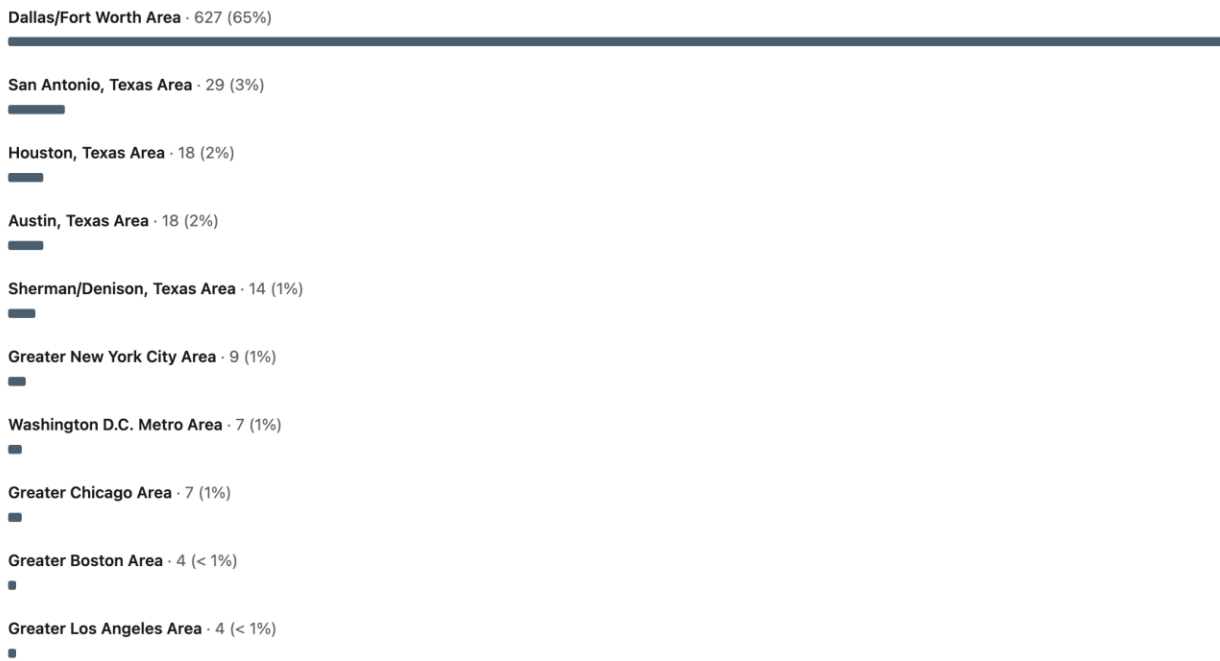 Dallas/Fort Worth Area · 627 (65%)
San Antonio, Texas Area · 29 (3%)
Houston, Texas Area · 18 (2%)
Austin, Texas Area · 18 (2%)
Sherman/Denison, Texas Area · 14 (1%)
Greater New York City Area · 9 (1%)
Washington D.C. Metro Area · 7 (1%)
Greater Chicago Area · 7 (1%)
Greater Boston Area · 4 (< 1%)
Greater Los Angeles Area · 4 (< 1%)